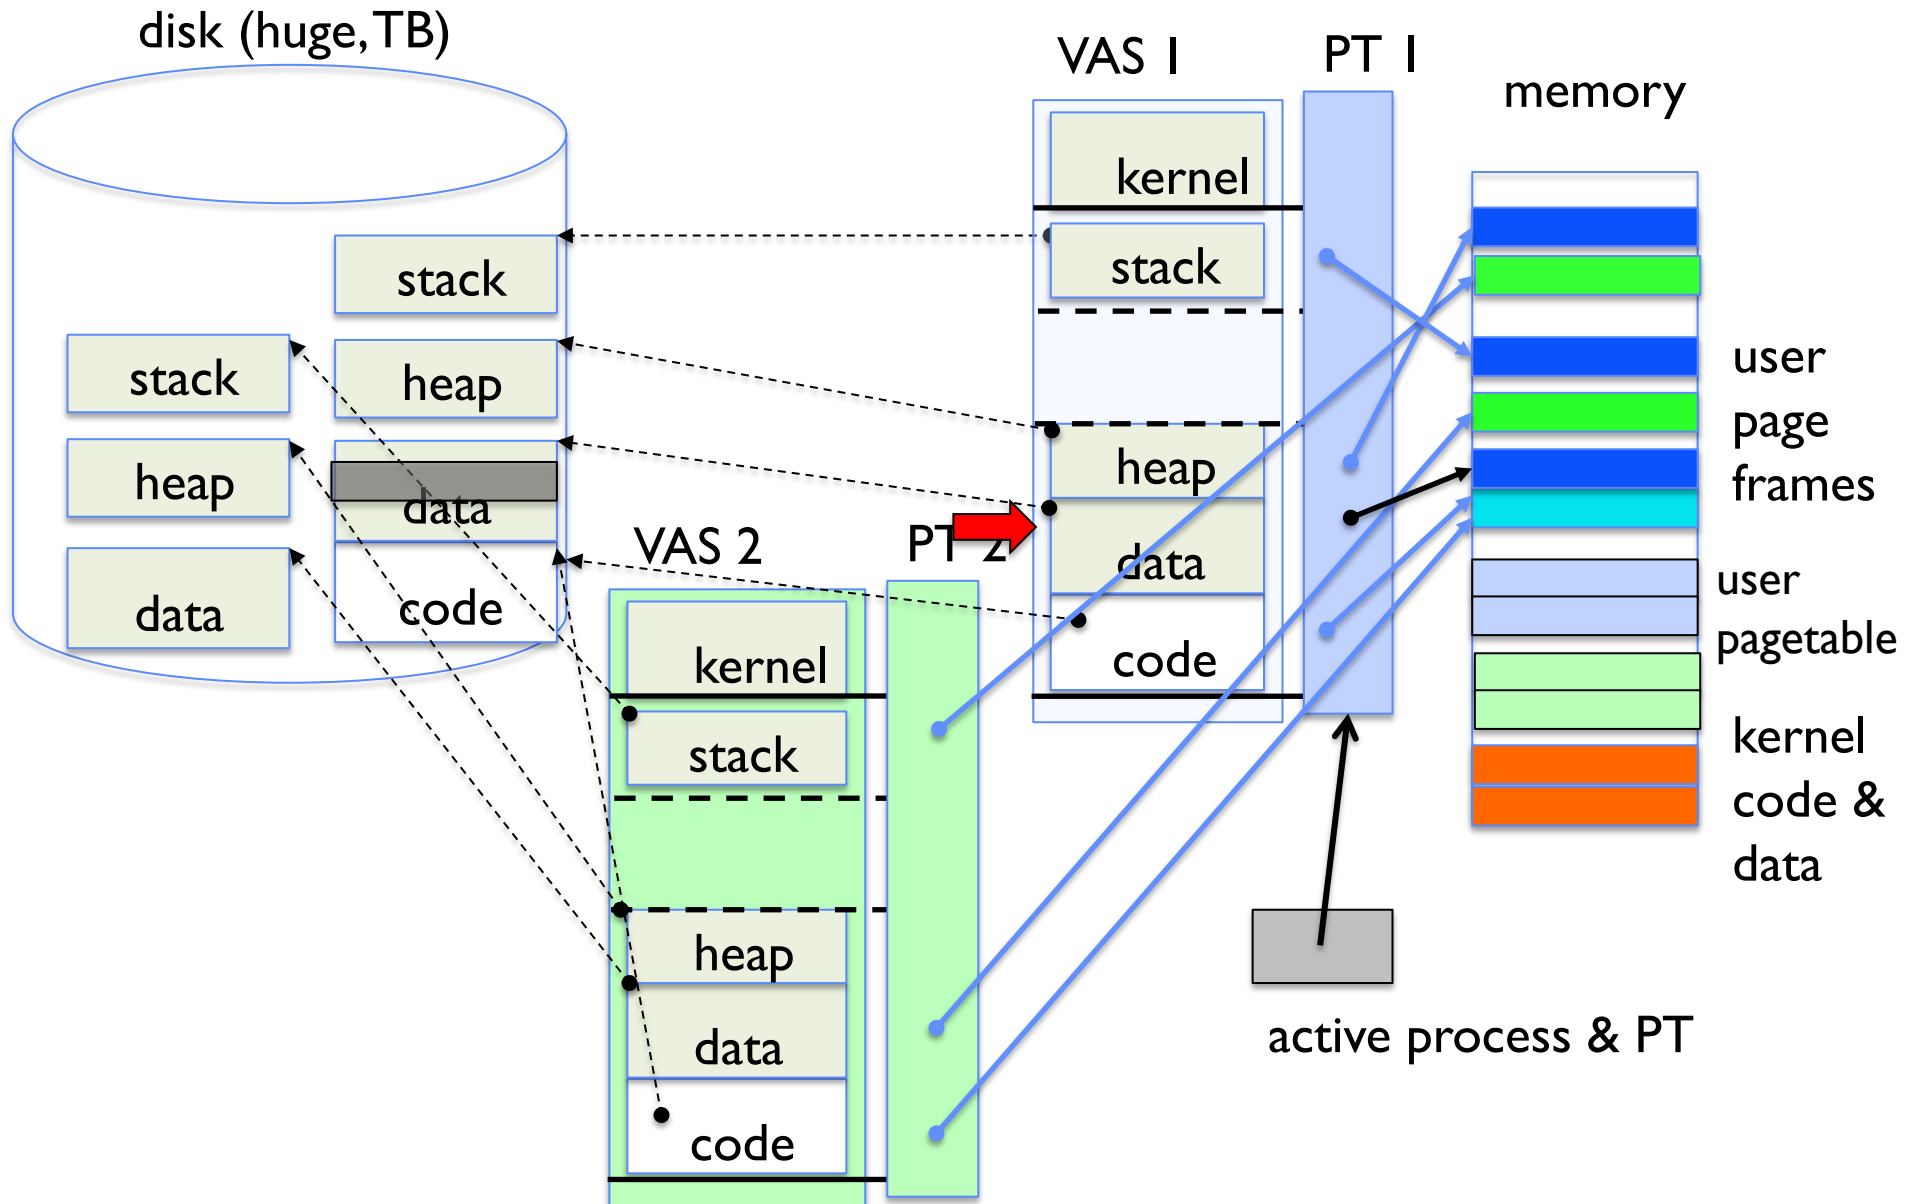 disk (huge, TB)
VAS 1
PT 1
memory
kernel
stack
stack
stack
heap
heap
heap
data
data
data
code
code
VAS 2
PT 2
kernel
stack
heap
data
code
user
page
frames
user
pagetable
kernel
code &
data
active process & PT